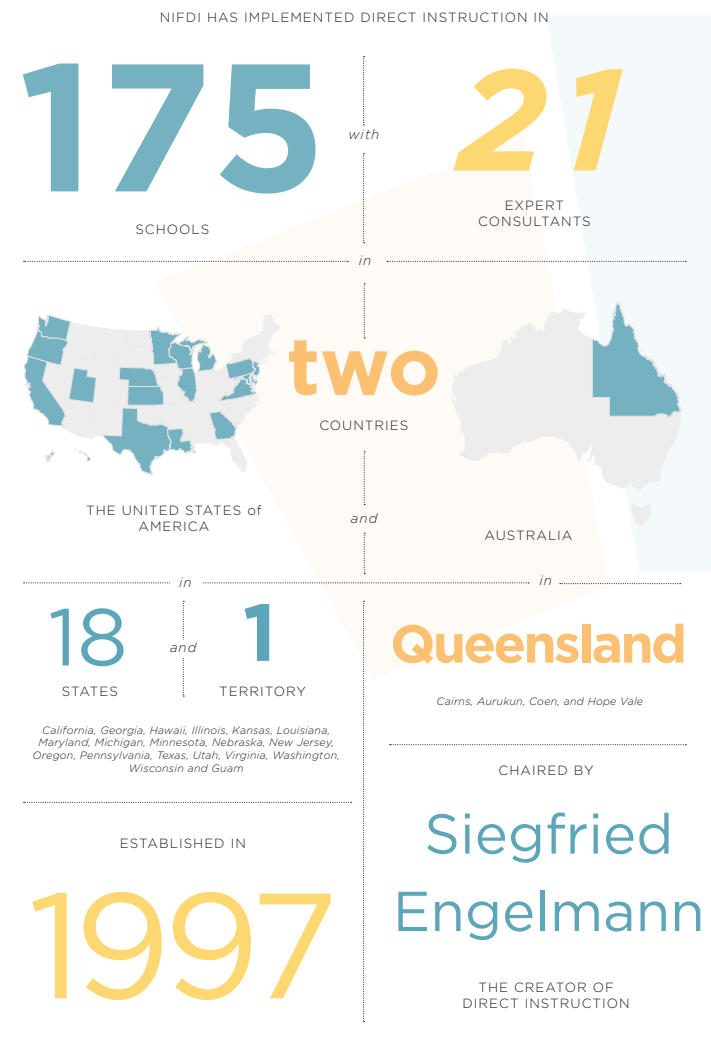 NIFDI HAS IMPLEMENTED DIRECT INSTRUCTION IN
175
SCHOOLS
with
21
EXPERT
CONSULTANTS
in
two
COUNTRIES
THE UNITED STATES of
AMERICA
and
AUSTRALIA
in
18
STATES
and
1
TERRITORY
California, Georgia, Hawaii, Illinois, Kansas, Louisiana,
Maryland, Michigan, Minnesota, Nebraska, New Jersey,
Oregon, Pennsylvania, Texas, Utah, Virginia, Washington,
Wisconsin and Guam
in
Queensland
Cairns, Aurukun, Coen, and Hope Vale
ESTABLISHED IN
1997
CHAIRED BY
Siegfried
Engelmann
THE CREATOR OF
DIRECT INSTRUCTION